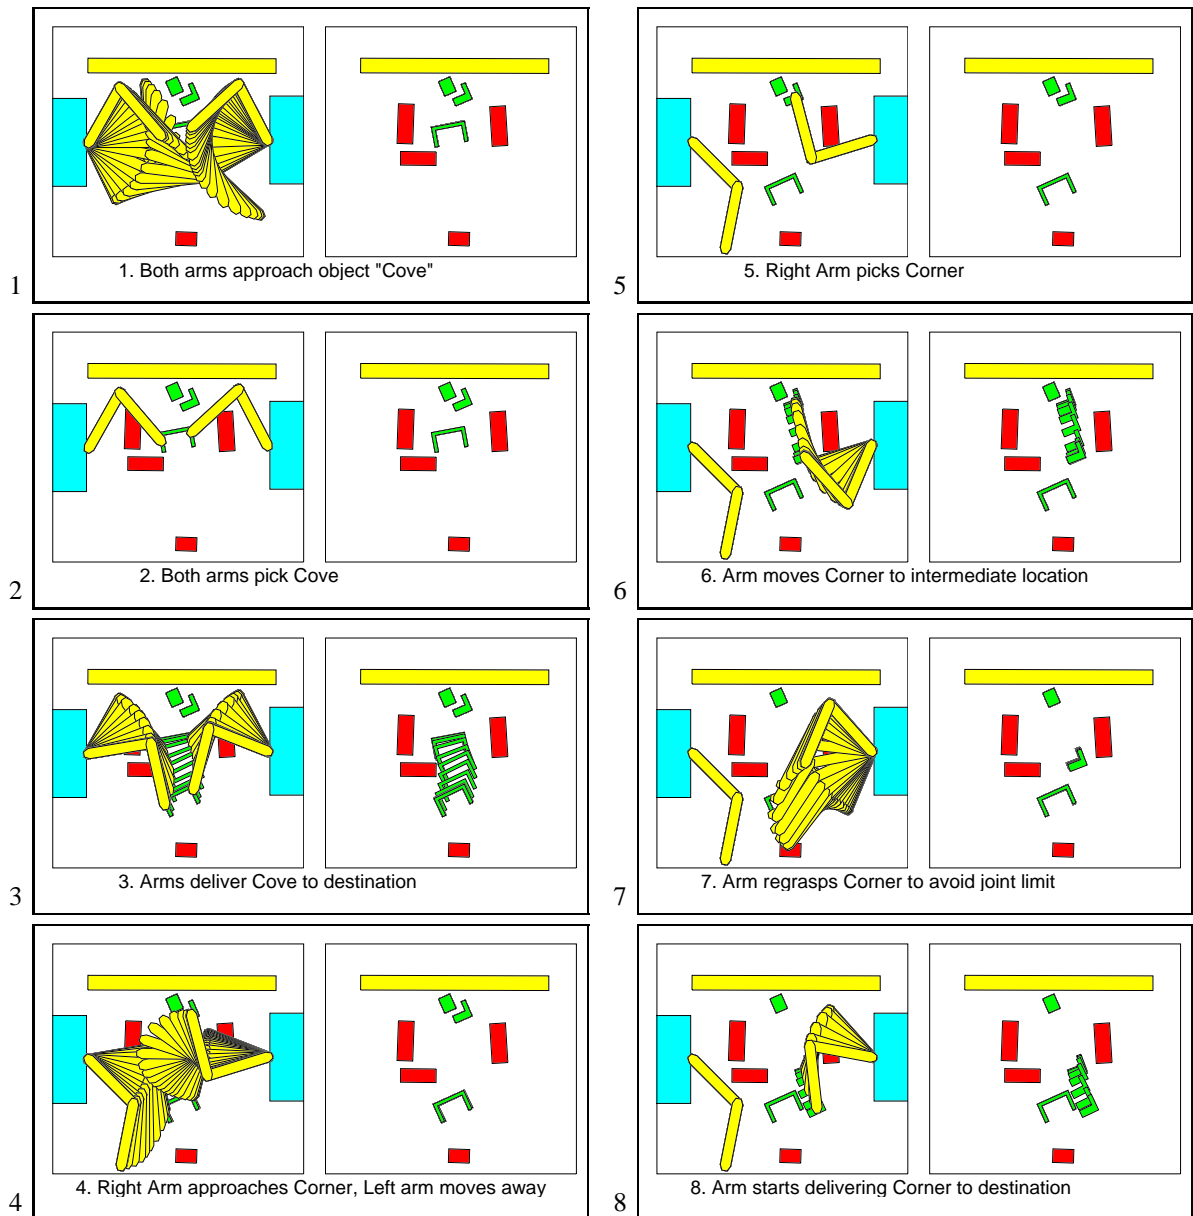 1. Both arms approach object "Cove"
1
2. Both arms pick Cove
2
3. Arms deliver Cove to destination
3
4. Right Arm approaches Corner, Left arm moves away
4
5. Right Arm picks Corner
5
6. Arm moves Corner to intermediate location
6
7. Arm regrasps Corner to avoid joint limit
7
8. Arm starts delivering Corner to destination
8